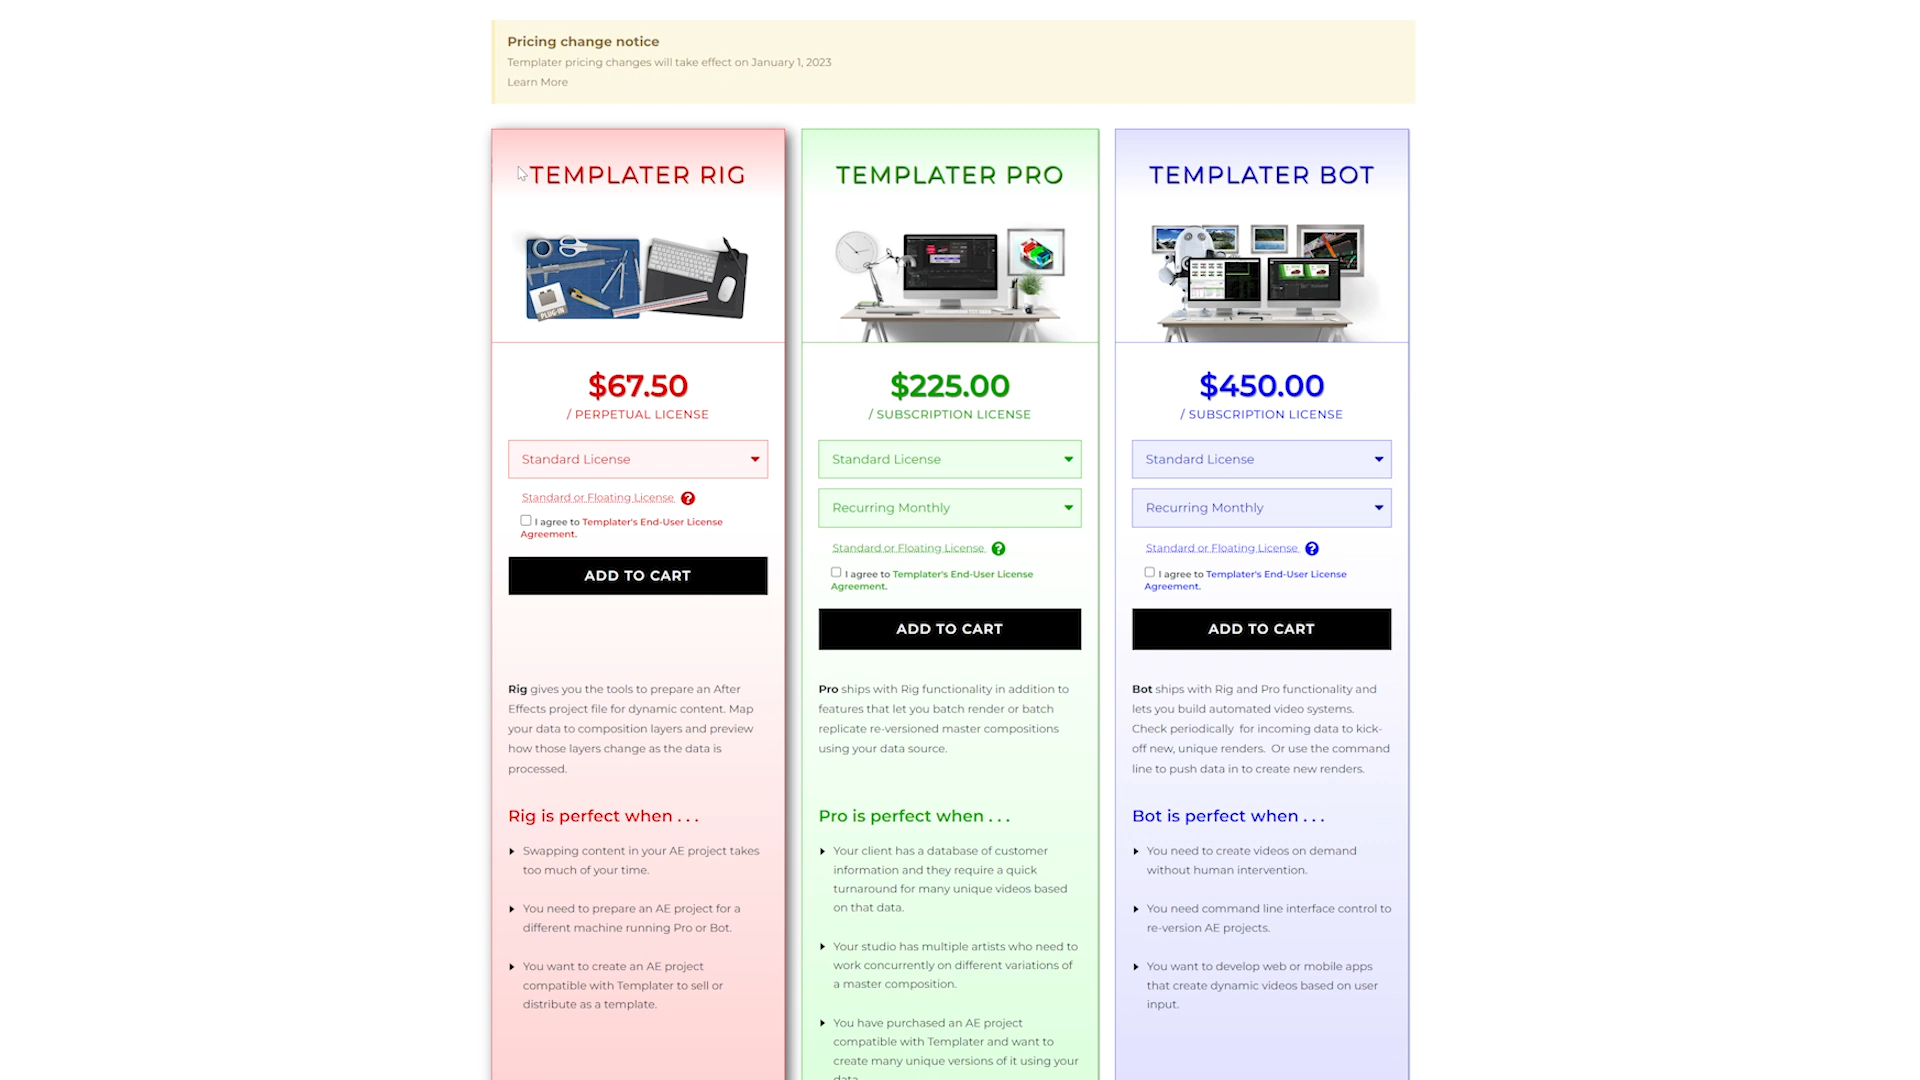 Pricing change notice
Templater pricing changes will take effect on January 1, 2023
Learn More
TEMPLATER RIG
PLUG-IN
$67.50
/ PERPETUAL LICENSE
Standard License
Standard or Floating License ?
I agree to Templater's End-User License
Agreement.
ADD TO CART
Rig gives you the tools to prepare an After
Effects project file for dynamic content. Map
your data to composition layers and preview
how those layers change as the data is
processed.
Rig is perfect when . . .
Swapping content in your AE project takes
too much of your time.
You need to prepare an AE project for a
different machine running Pro or Bot.
You want to create an AE project
compatible with Templater to sell or
distribute as a template.
TEMPLATER PRO
$225.00
/ SUBSCRIPTION LICENSE
Standard License
Recurring Monthly
Standard or Floating License ?
I agree to Templater's End-User License
Agreement.
ADD TO CART
Pro ships with Rig functionality in addition to
features that let you batch render or batch
replicate re-versioned master compositions
using your data source.
Pro is perfect when . . .
Your client has a database of customer
information and they require a quick
turnaround for many unique videos based
on that data.
Your studio has multiple artists who need to
work concurrently on different variations of
a master composition.
You have purchased an AE project
compatible with Templater and want to
create many unique versions of it using your
data.
TEMPLATER BOT
$450.00
/ SUBSCRIPTION LICENSE
Standard License
Recurring Monthly
Standard or Floating License ?
I agree to Templater's End-User License
Agreement.
ADD TO CART
Bot ships with Rig and Pro functionality and
lets you build automated video systems.
Check periodically for incoming data to kick-
off new, unique renders. Or use the command
line to push data in to create new renders.
Bot is perfect when . . .
You need to create videos on demand
without human intervention.
You need command line interface control to
re-version AE projects.
You want to develop web or mobile apps
that create dynamic videos based on user
input.